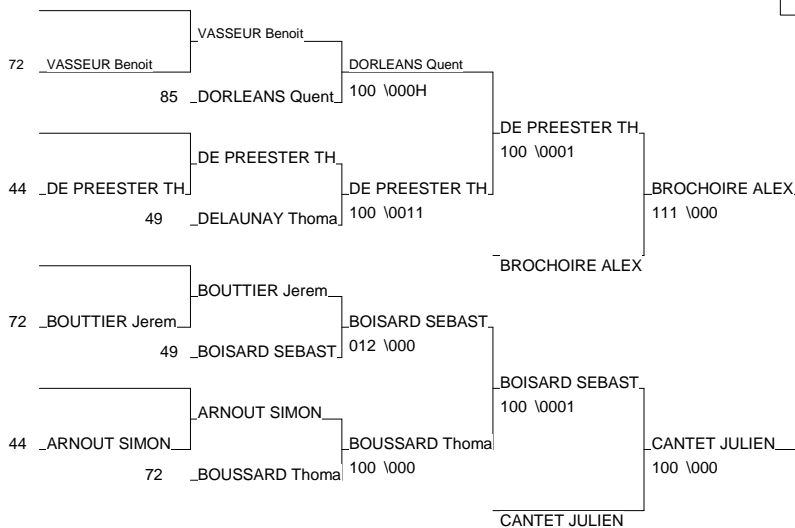 VASSEUR Benoit
72 VASSEUR Benoit DORLEANS Quent
85 DORLEANS Quent 100 \000H
DE PREESTER TH
DE PREESTER TH 100 \0001
44 DE PREESTER TH DE PREESTER TH BROCHOIRE ALEX
49 DELAUNAY Thoma 100 \0011 111 \000
BROCHOIRE ALEX
BOUTTIER Jerem
72 BOUTTIER Jerem BOISARD SEBAST
49 BOISARD SEBAST 012 \000
BOISARD SEBAST
ARNOUT SIMON 100 \0001
44 ARNOUT SIMON BOUSSARD Thoma CANTET JULIEN
72 BOUSSARD Thoma 100 \000 100 \000
CANTET JULIEN